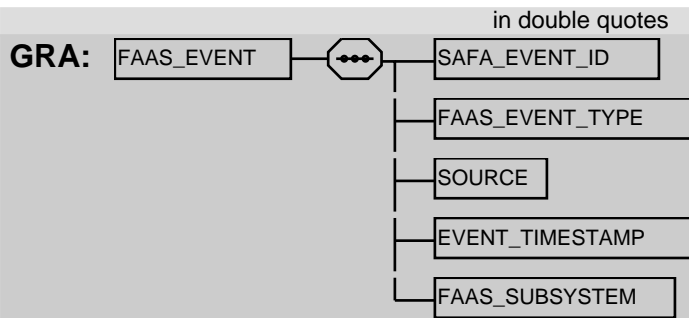 in double quotes
GRA: FAAS_EVENT
SAFA_EVENT_ID
FAAS_EVENT_TYPE
SOURCE
EVENT_TIMESTAMP
FAAS_SUBSYSTEM